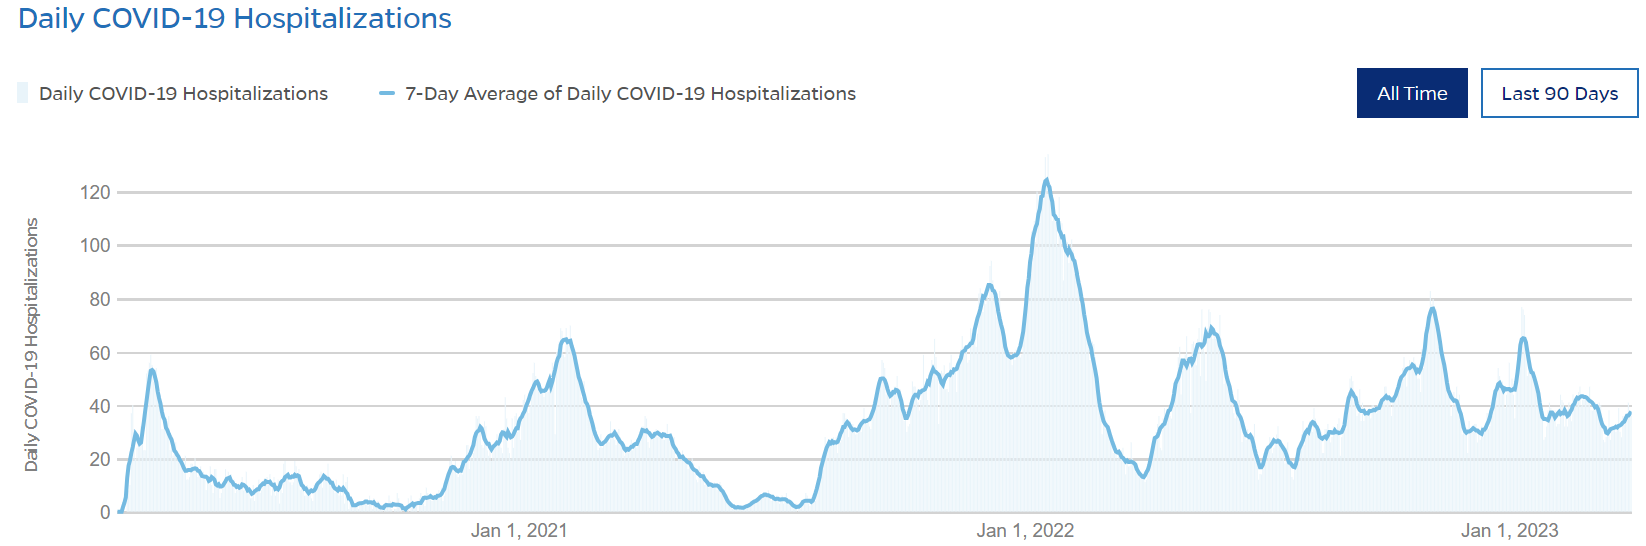 Daily COVID-19 Hospitalizations
Daily COVID-19 Hospitalizations
7-Day Average of Daily COVID-19 Hospitalizations
All Time
Last 90 Days
Daily COVID-19 Hospitalizations
120
100
80
60
40
20
0
Jan 1, 2021
Jan 1, 2022
Jan 1, 2023